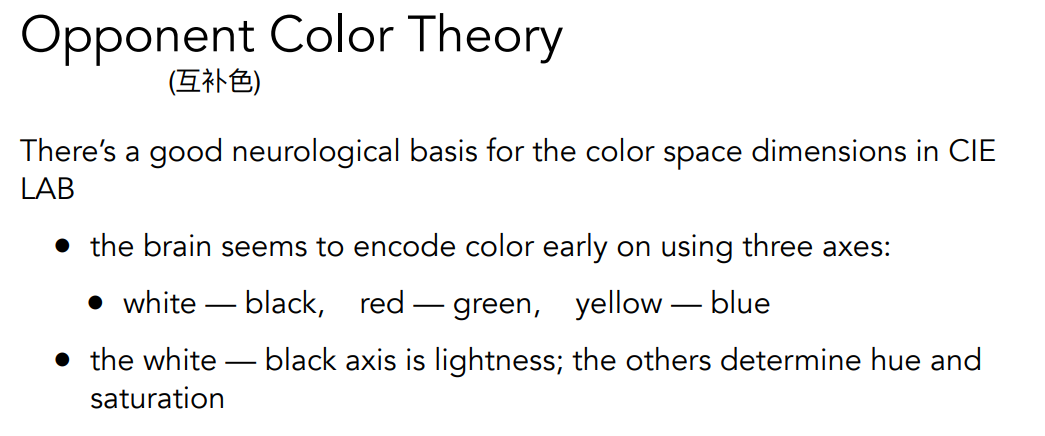 Opponent Color Theory
(互补色)
There’s a good neurological basis for the color space dimensions in CIE
LAB
● the brain seems to encode color early on using three axes:
● white — black, red — green, yellow — blue
● the white — black axis is lightness; the others determine hue and
saturation